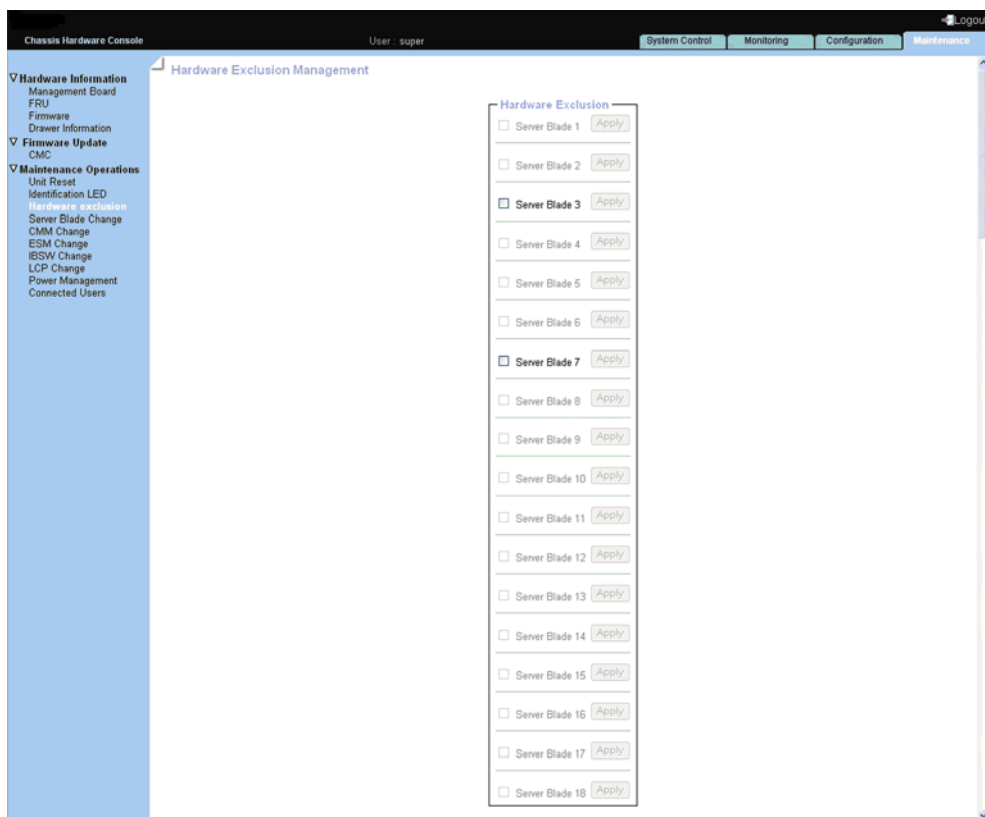 Logou
Chassis Hardware Console
User : super
System Control
Monitoring
Configuration
Maintenance
Hardware Information
Management Board
FRU
Firmware
Drawer Information
Firmware Update
CMC
Maintenance Operations
Unit Reset
Identification LED
Hardware exclusion
Server Blade Change
CMM Change
ESM Change
IBSW Change
LCP Change
Power Management
Connected Users
Hardware Exclusion Management
Hardware Exclusion
Server Blade 1 Apply
Server Blade 2 Apply
Server Blade 3 Apply
Server Blade 4 Apply
Server Blade 5 Apply
Server Blade 6 Apply
Server Blade 7 Apply
Server Blade 8 Apply
Server Blade 9 Apply
Server Blade 10 Apply
Server Blade 11 Apply
Server Blade 12 Apply
Server Blade 13 Apply
Server Blade 14 Apply
Server Blade 15 Apply
Server Blade 16 Apply
Server Blade 17 Apply
Server Blade 18 Apply